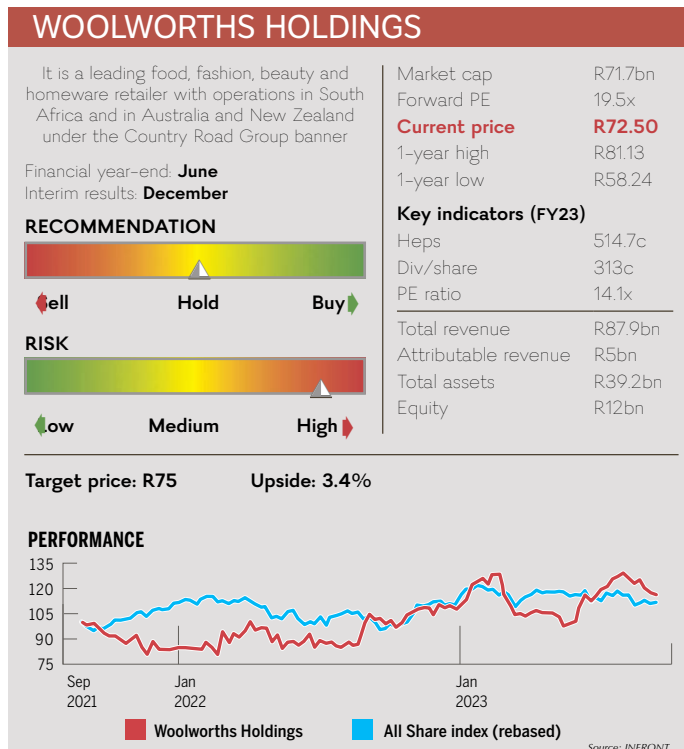 WOOLWORTHS HOLDINGS
It is a leading food, fashion, beauty and
homeware retailer with operations in South
Africa and in Australia and New Zealand
under the Country Road Group banner
Financial year-end: June
Interim results: December
RECOMMENDATION
Sell Hold Buy
RISK
Low Medium High
Market cap R71.7bn
Forward PE 19.5x
Current price R72.50
1-year high R81.13
1-year low R58.24
Key indicators (FY23)
Heps 514.7c
Div/share 313c
PE ratio 14.1x
Total revenue R87.9bn
Attributable revenue R5bn
Total assets R39.2bn
Equity R12bn
Target price: R75 Upside: 3.4%
PERFORMANCE
135
120
105
90
75
Sep Jan Jan
2021 2022 2023
Woolworths Holdings All Share index (rebased)
Source: INFRONT